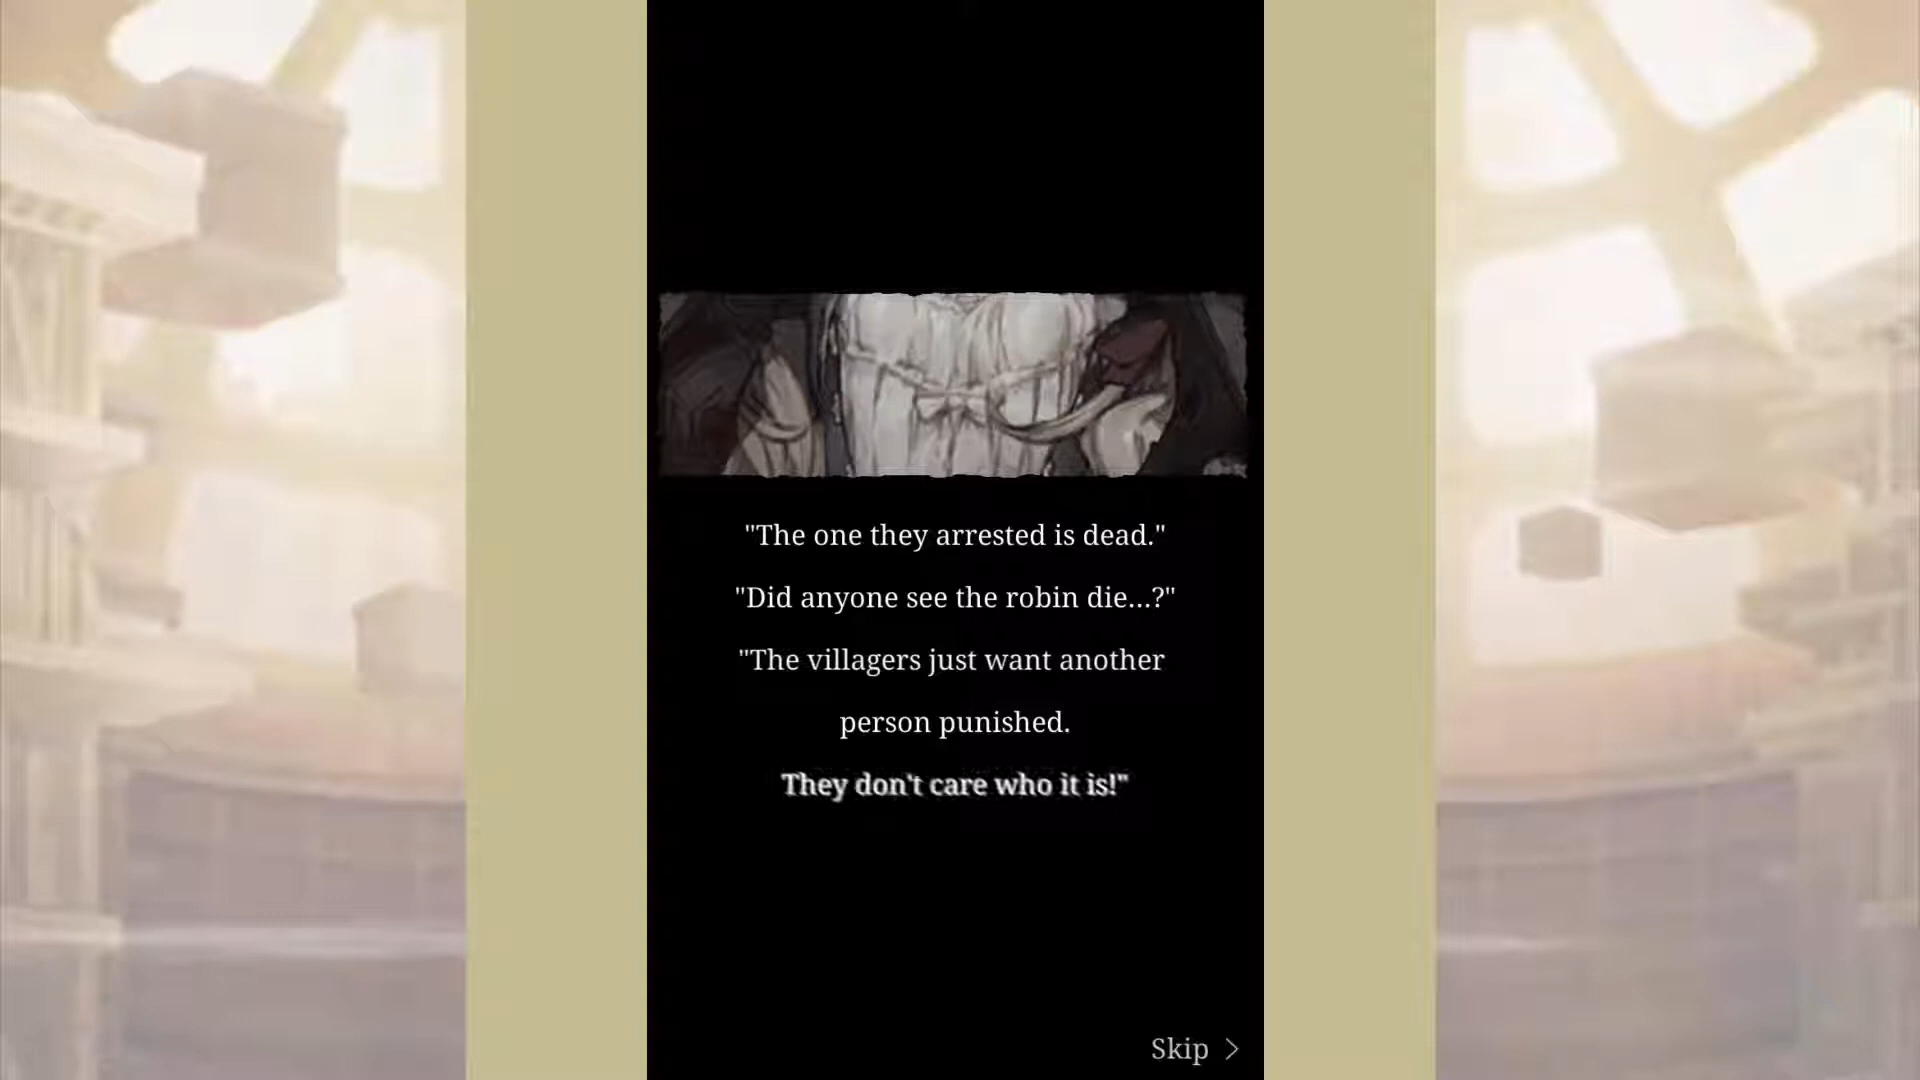 "The one they arrested is dead."
"Did anyone see the robin die...?"
"The villagers just want another
person punished.
They don't care who it is!"
Skip >